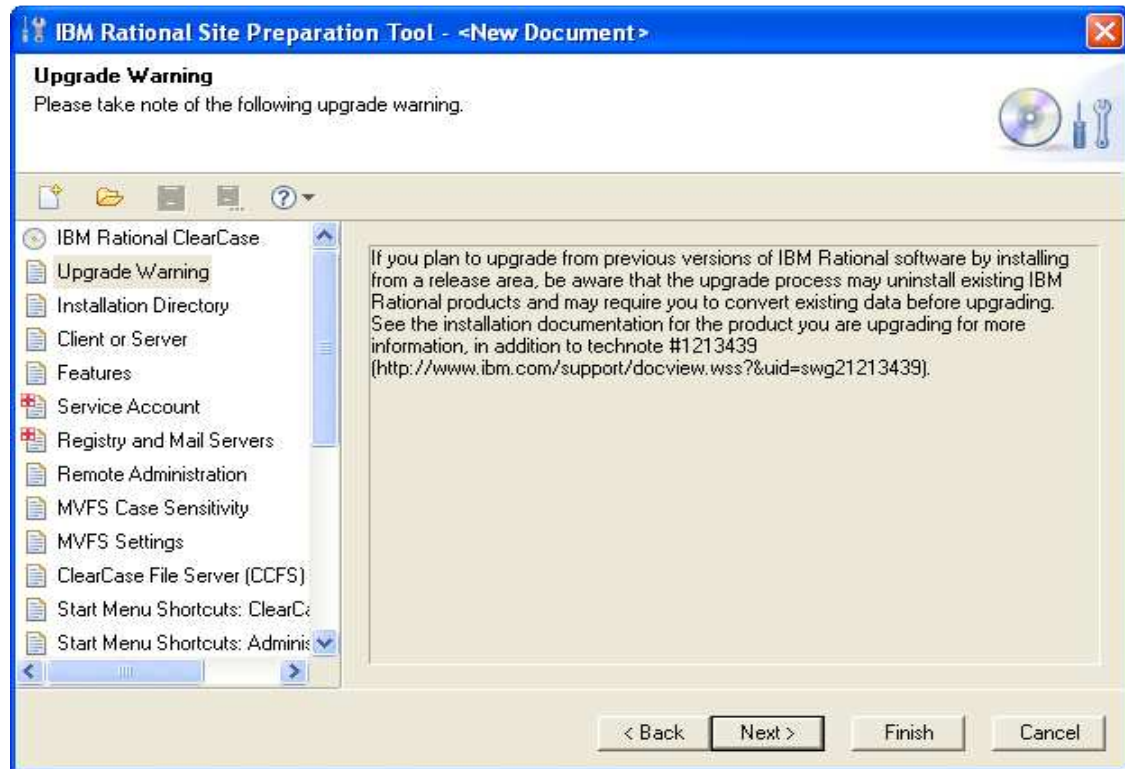 IBM Rational Site Preparation Tool - <New Document>
Upgrade Warning
Please take note of the following upgrade warning.
IBM Rational ClearCase
Upgrade Warning
Installation Directory
Client or Server
Features
Service Account
Registry and Mail Servers
Remote Administration
MVFS Case Sensitivity
MVFS Settings
ClearCase File Server (CCFS)
Start Menu Shortcuts: ClearCa
Start Menu Shortcuts: Adminis
If you plan to upgrade from previous versions of IBM Rational software by installing
from a release area, be aware that the upgrade process may uninstall existing IBM
Rational products and may require you to convert existing data before upgrading.
See the installation documentation for the product you are upgrading for more
information, in addition to technote #1213439
(http://www.ibm.com/support/docview.wss?&uid=swg21213439).
< Back
Next >
Finish
Cancel